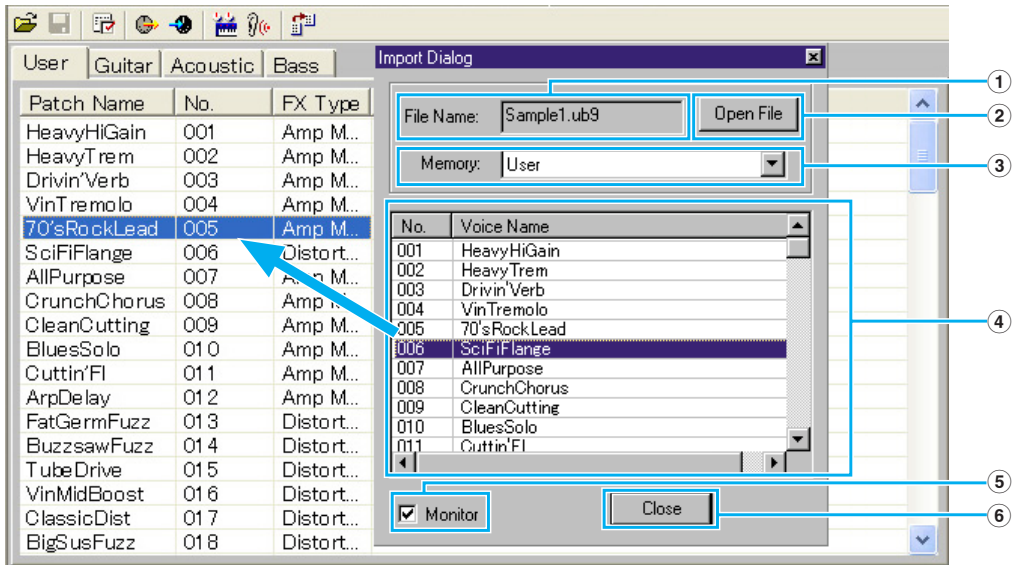 User Guitar Acoustic Bass
Patch Name No. FX Type
HeavyHiGain 001 Amp M...
HeavyTrem 002 Amp M...
Drivin'Verb 003 Amp M...
VinTremolo 004 Amp M...
70'sRockLead 005 Amp M...
SciFiFlange 006 Distort...
AllPurpose 007 Amp M...
CrunchChorus 008
CleanCutting 009 Amp M...
BluesSolo 010 Amp M...
Cuttin'Fl 011 Amp M...
ArpDelay 012 Amp M...
FatGermFuzz 013 Distort...
BuzzsawFuzz 014 Distort...
TubeDrive 015 Distort...
VinMidBoost 016 Distort...
ClassicDist 017 Distort...
BigSusFuzz 018 Distort...
Import Dialog
File Name: Sample1.ub9 Open File
Memory: User
No. Voice Name
001 HeavyHiGain
002 HeavyTrem
003 Drivin'Verb
004 VinTremolo
005 70'sRockLead
006 SciFiFlange
007 AllPurpose
008 CrunchChorus
009 CleanCutting
010 BluesSolo
011 Cuttin'Fl
Monitor Close
1
2
3
4
5
6